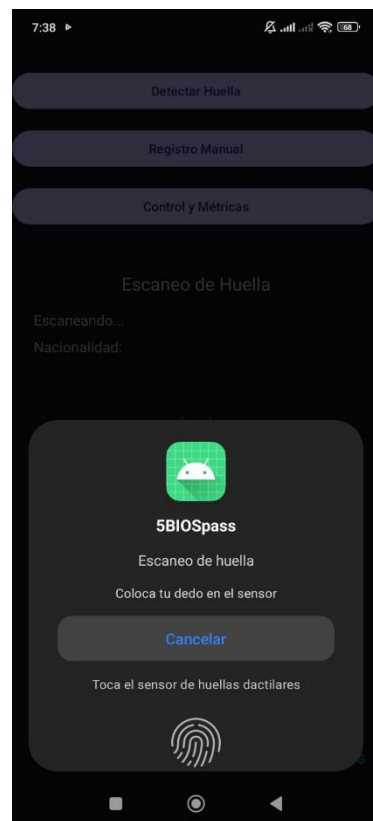 7:38
68
Detectar Huella
Registro Manual
Control y Métricas
Escaneo de Huella
Escaneando...
Nacionalidad:
5BIOSpass
Escaneo de huella
Coloca tu dedo en el sensor
Cancelar
Toca el sensor de huellas dactilares